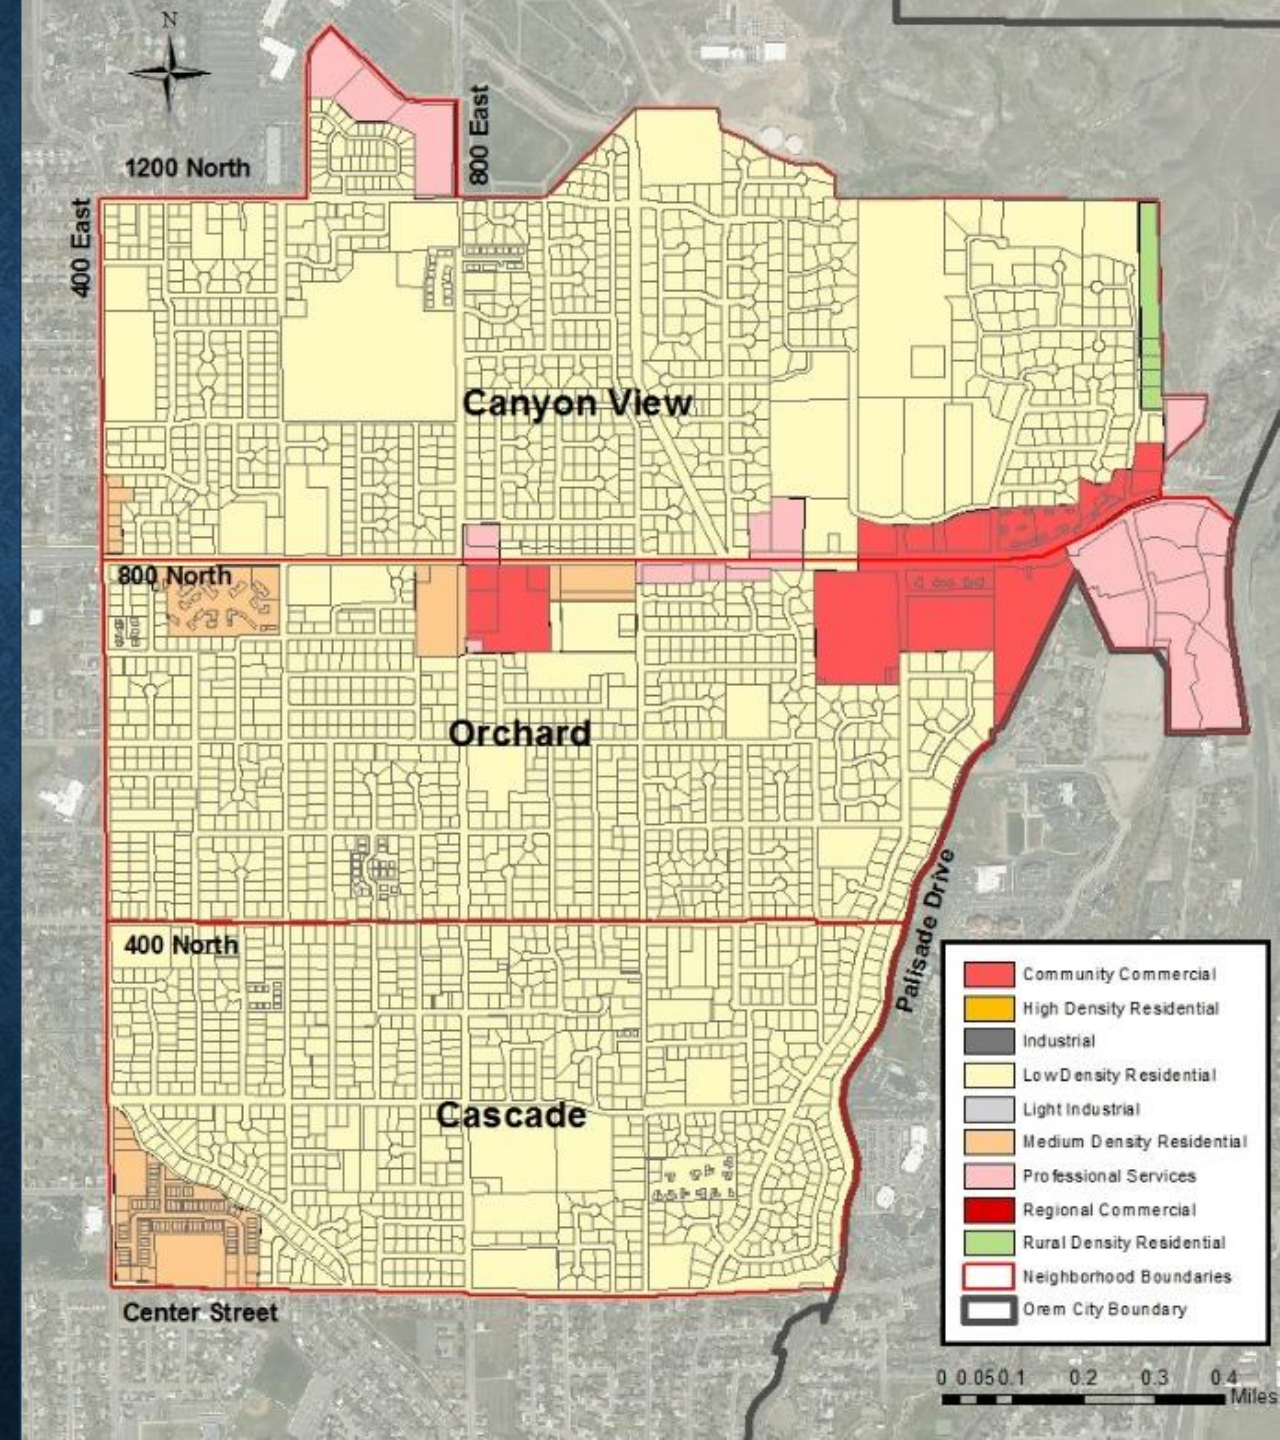 N
800 East
1200 North
400 East
Canyon View
800 North
Orchard
Palisade Drive
400 North
Cascade
Center Street
Community Commercial
High Density Residential
Industrial
Low Density Residential
Light Industrial
Medium Density Residential
Professional Services
Regional Commercial
Rural Density Residential
Neighborhood Boundaries
Orem City Boundary
0 0.05 0.1 0.2 0.3 0.4
Miles